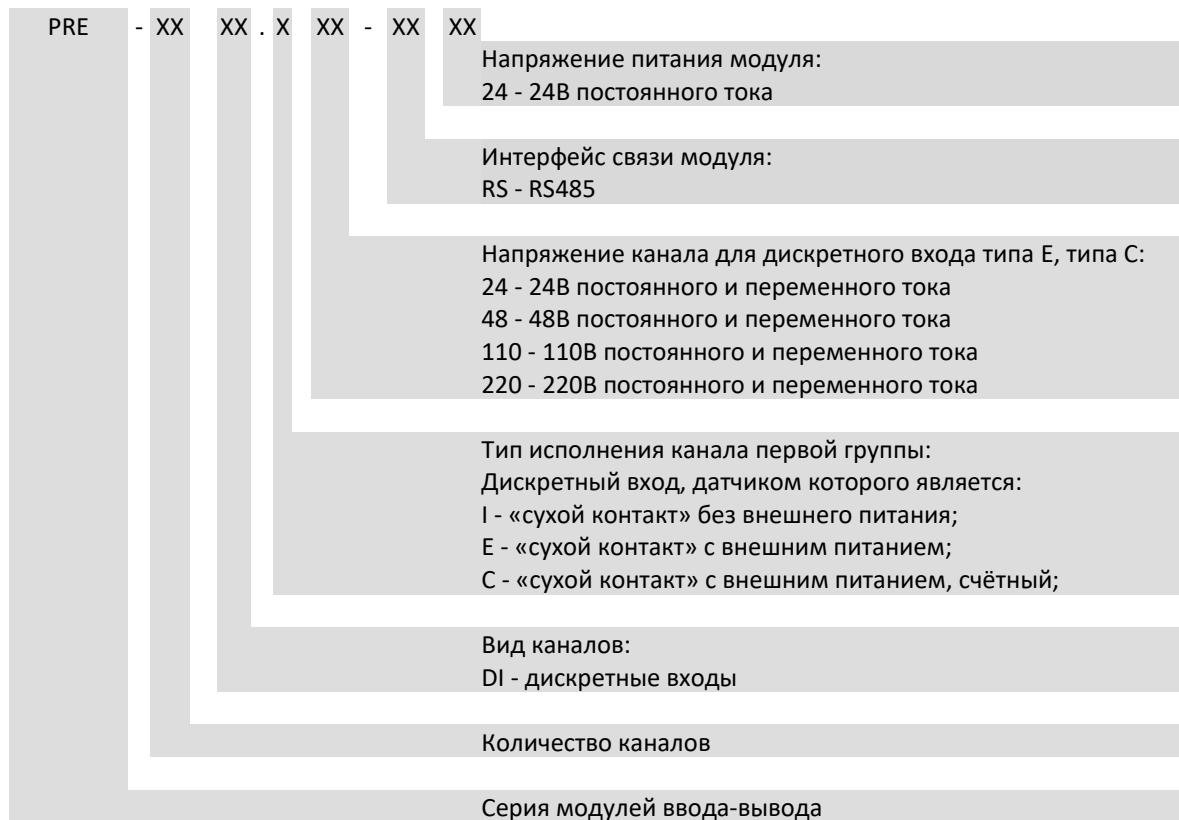 PRE - XX XX . X XX - XX XX
Напряжение питания модуля:
24 - 24В постоянного тока
Интерфейс связи модуля:
RS - RS485
Напряжение канала для дискретного входа типа Е, типа С:
24 - 24В постоянного и переменного тока
48 - 48В постоянного и переменного тока
110 - 110В постоянного и переменного тока
220 - 220В постоянного и переменного тока
Тип исполнения канала первой группы:
Дискретный вход, датчиком которого является:
I - «сухой контакт» без внешнего питания;
E - «сухой контакт» с внешним питанием;
C - «сухой контакт» с внешним питанием, счётный;
Вид каналов:
DI - дискретные входы
Количество каналов
Серия модулей ввода-вывода